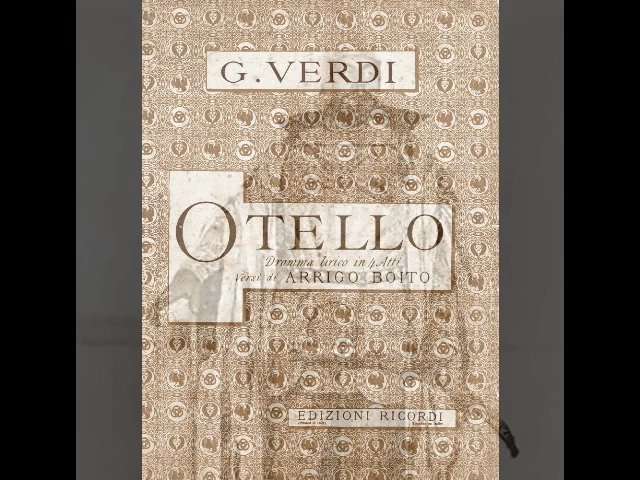 G. VERDI
OTELLO
Dramma lirico in 4 Atti
Versi di ARRIGO BOITO
EDIZIONI RICORDI